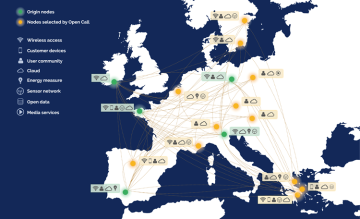 Origin nodes
Nodes selected by Open Call
Wireless access
Customer devices
User community
Cloud
Energy measure
Sensor network
Open data
Media services